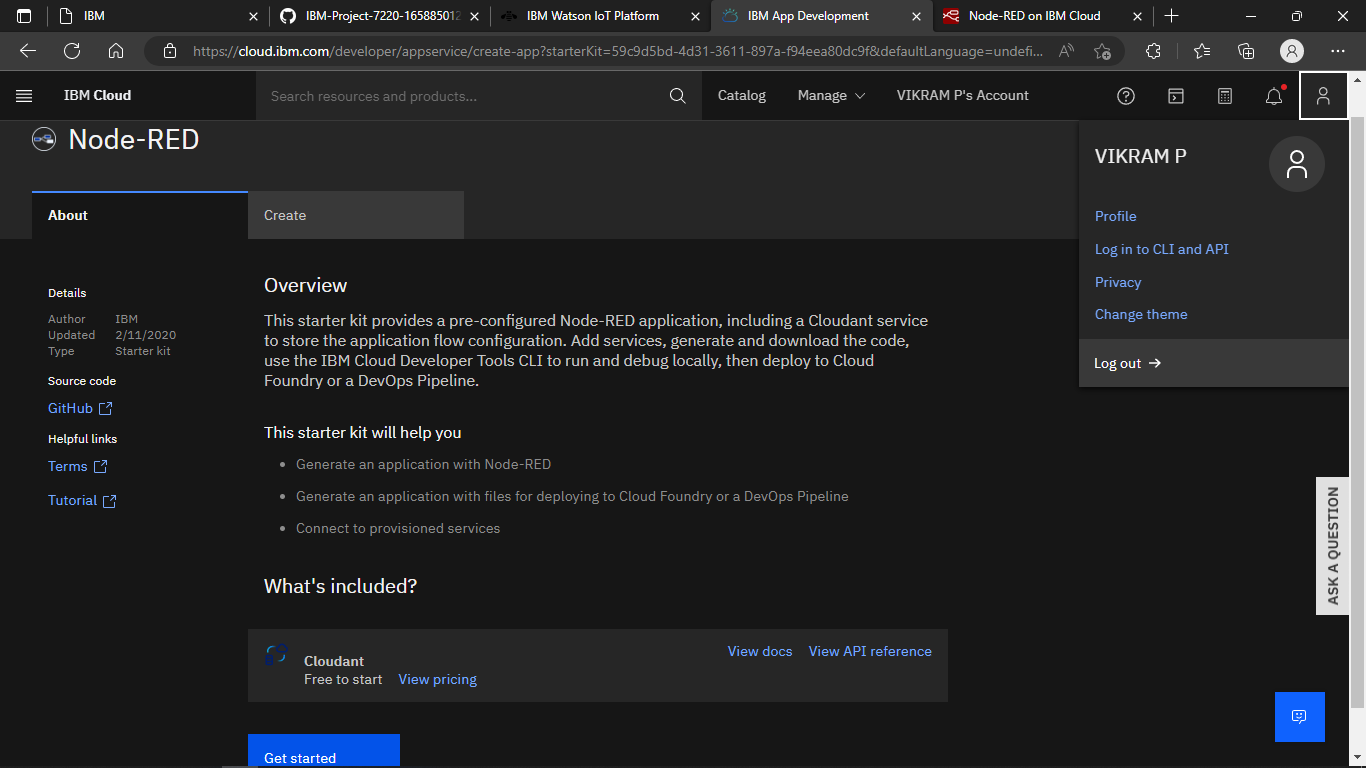 IBM
IBM-Project-7220-165885012
IBM Watson IoT Platform
IBM App Development
Node-RED on IBM Cloud
https://cloud.ibm.com/developer/appservice/create-app?starterKit=59c9d5bd-4d31-3611-897a-f94eea80dc9f&defaultLanguage=undefi...
IBM Cloud
Search resources and products...
Catalog
Manage
VIKRAM P's Account
Node-RED
VIKRAM P
Profile
Log in to CLI and API
Privacy
Change theme
Log out
About
Create
Details
Author IBM
Updated 2/11/2020
Type Starter kit
Source code
GitHub
Helpful links
Terms
Tutorial
Overview
This starter kit provides a pre-configured Node-RED application, including a Cloudant service
to store the application flow configuration. Add services, generate and download the code,
use the IBM Cloud Developer Tools CLI to run and debug locally, then deploy to Cloud
Foundry or a DevOps Pipeline.
This starter kit will help you
• Generate an application with Node-RED
• Generate an application with files for deploying to Cloud Foundry or a DevOps Pipeline
• Connect to provisioned services
What's included?
Cloudant
Free to start View pricing
View docs View API reference
Get started
ASK A QUESTION